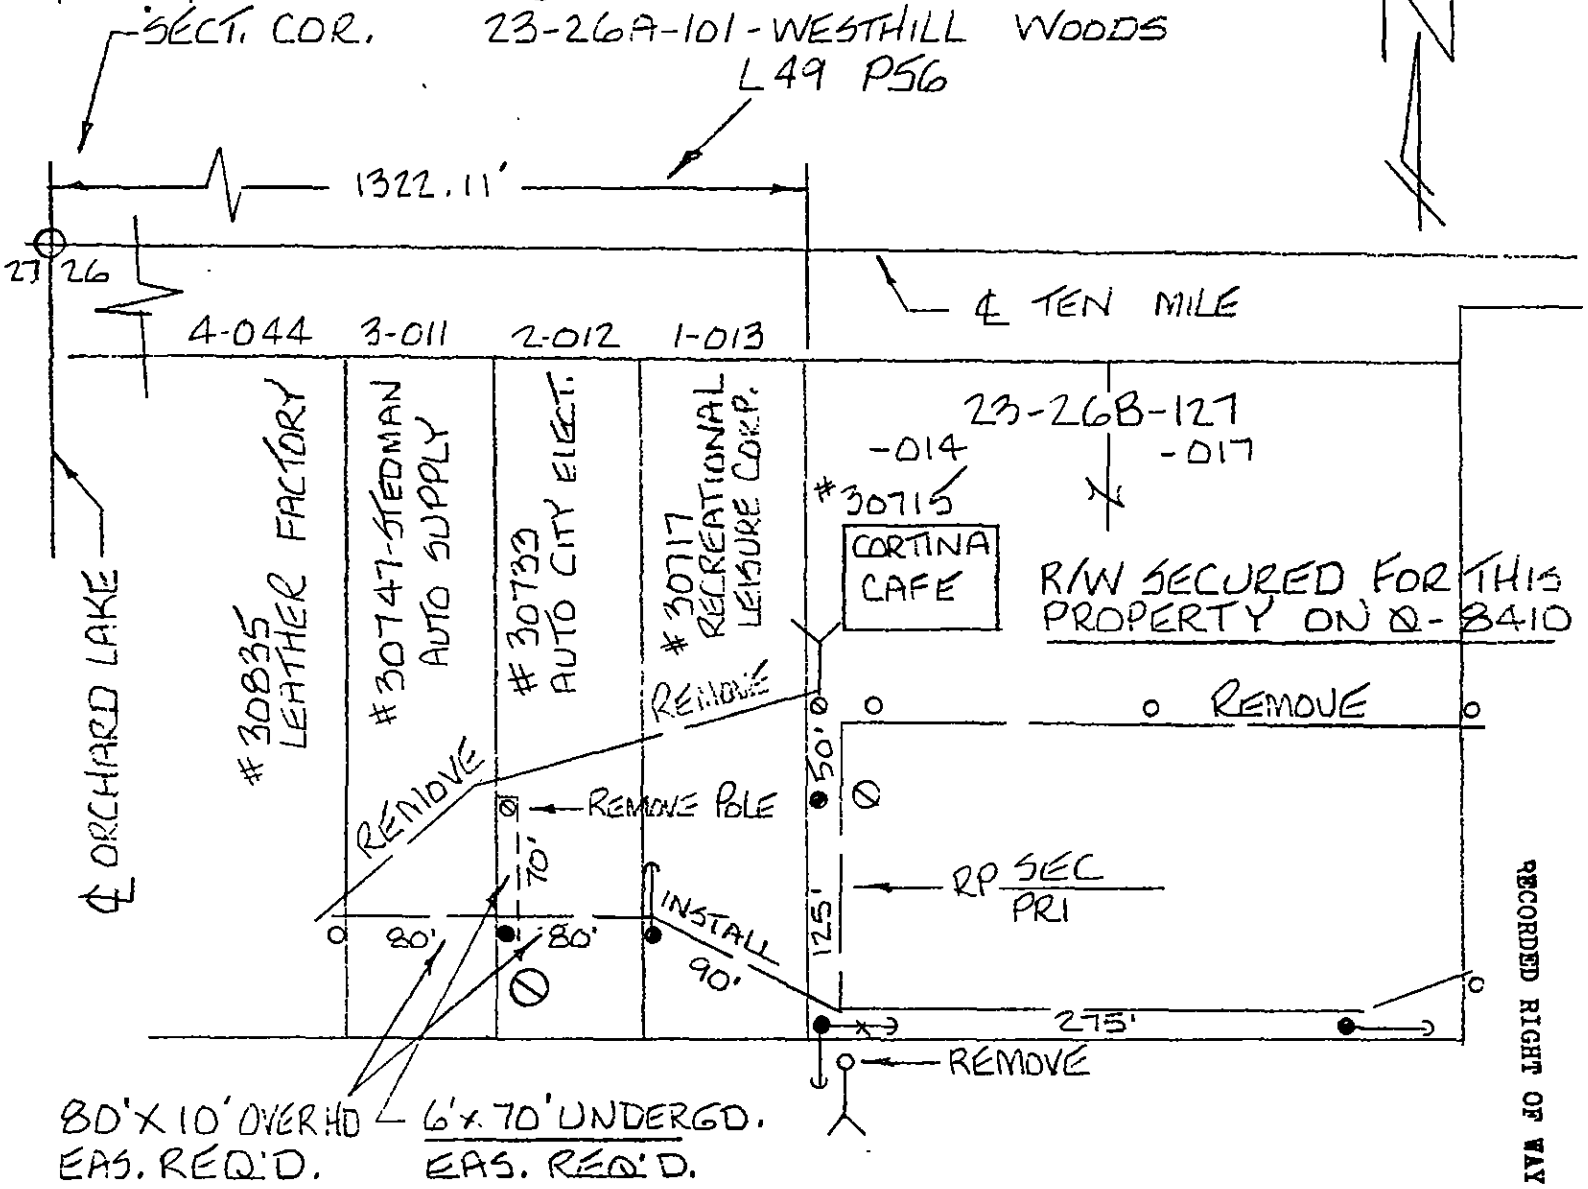 SECT. COR.
23-26A-101-WESTHILL WOODS
L49 P56
N
1322.11'
27 26
℄ TEN MILE
4-044 3-011 2-012 1-013
℄ ORCHARD LAKE
#30835
LEATHER FACTORY
#30747-STEDMAN
AUTO SUPPLY
#30733
AUTO CITY ELECT.
#30717
RECREATIONAL
LEISURE CORP.
23-26B-127
-014
-017
#30715
CORTINA
CAFE
R/W SECURED FOR THIS
PROPERTY ON Q-8410
REMOVE
REMOVE
REMOVE
50'
REMOVE POLE
70'
125'
RP SEC
PRI
INSTALL
80'
80'
90'
275'
REMOVE
80'X10' OVERHD
EAS. REQ'D.
6'x70' UNDERGD.
EAS. REQ'D.
RECORDED RIGHT OF WAY